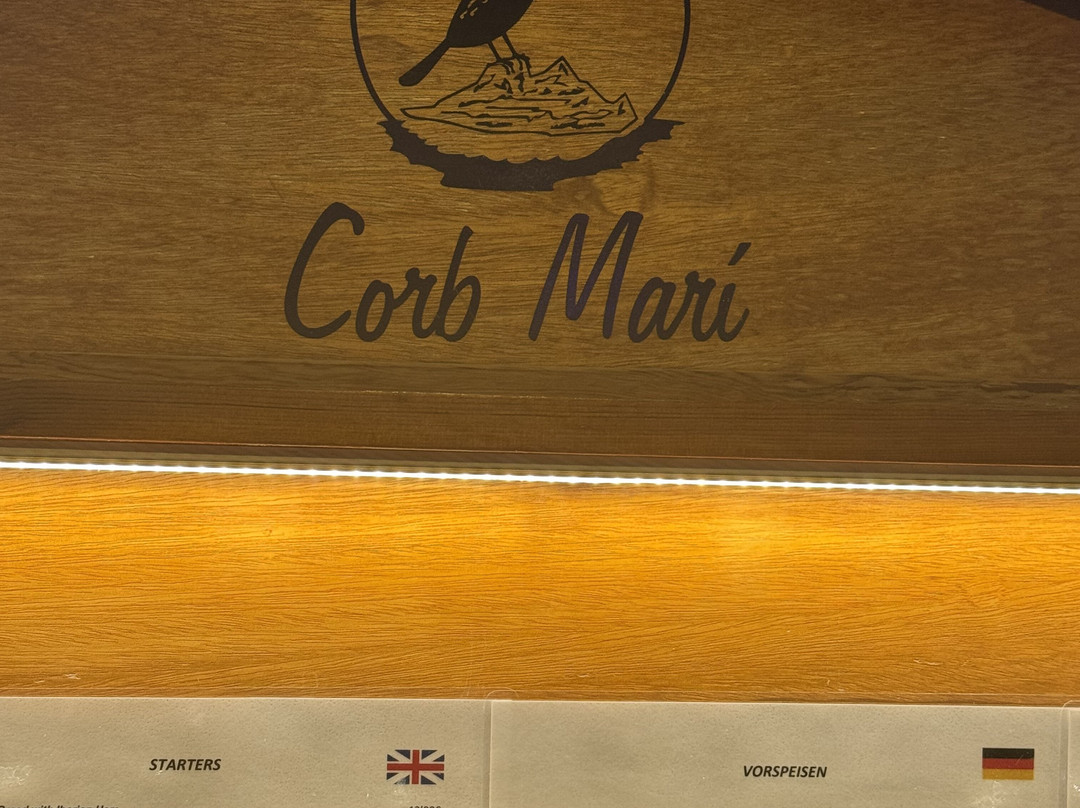 Corb Marí
STARTERS
VORSPEISEN